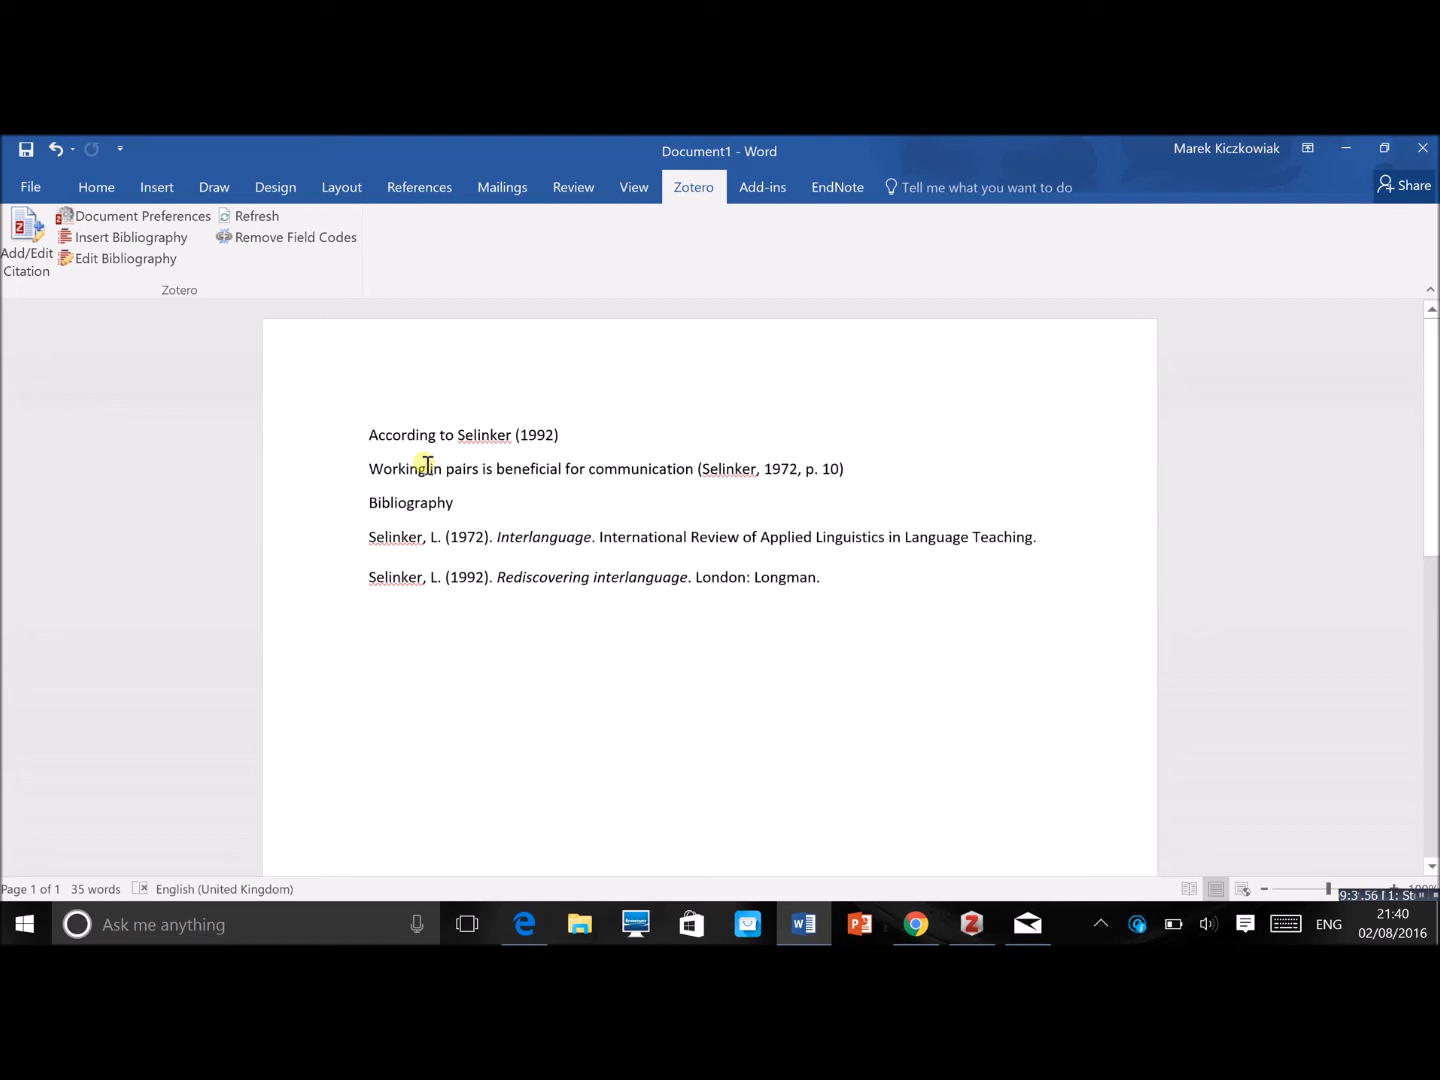 Document1 - Word
Marek Kiczkowiak
File Home Insert Draw Design Layout References Mailings Review View Zotero Add-ins EndNote Tell me what you want to do Share
Add/Edit
Citation
Document Preferences
Insert Bibliography
Edit Bibliography
Refresh
Remove Field Codes
Zotero
According to Selinker (1992)
Working in pairs is beneficial for communication (Selinker, 1972, p. 10)
Bibliography
Selinker, L. (1972). Interlanguage. International Review of Applied Linguistics in Language Teaching.
Selinker, L. (1992). Rediscovering interlanguage. London: Longman.
Page 1 of 1 35 words English (United Kingdom)
Ask me anything
ENG
21:40
02/08/2016